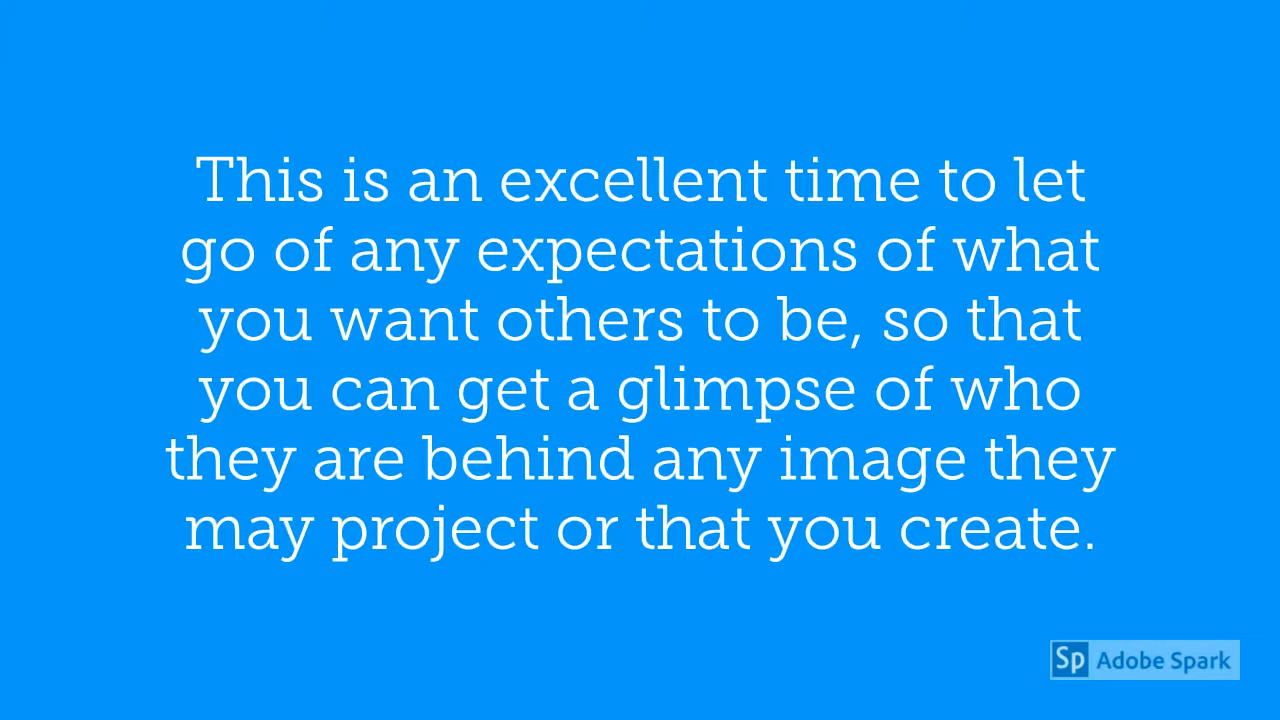 This is an excellent time to let
go of any expectations of what
you want others to be, so that
you can get a glimpse of who
they are behind any image they
may project or that you create.
Sp Adobe Spark